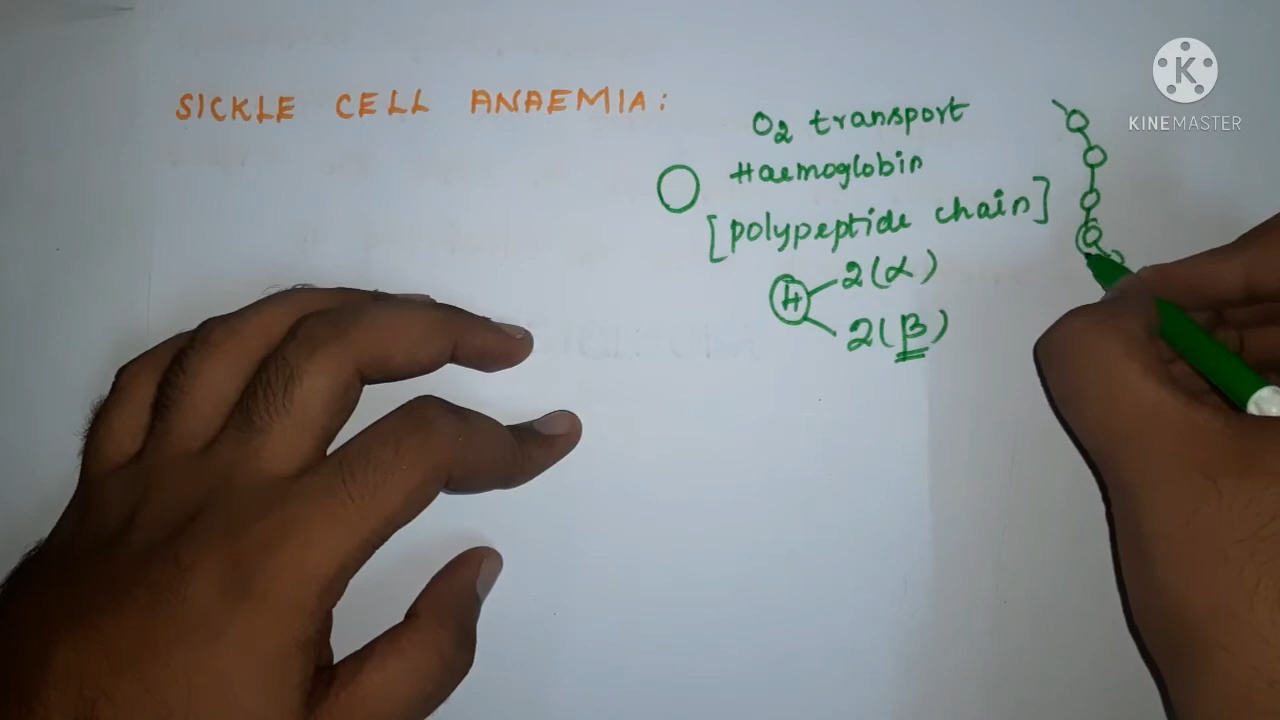 SICKLE CELL ANAEMIA:
O2 transport
Haemoglobin
[polypeptide chain]
H
2(α)
2(β)
K
KINEMASTER